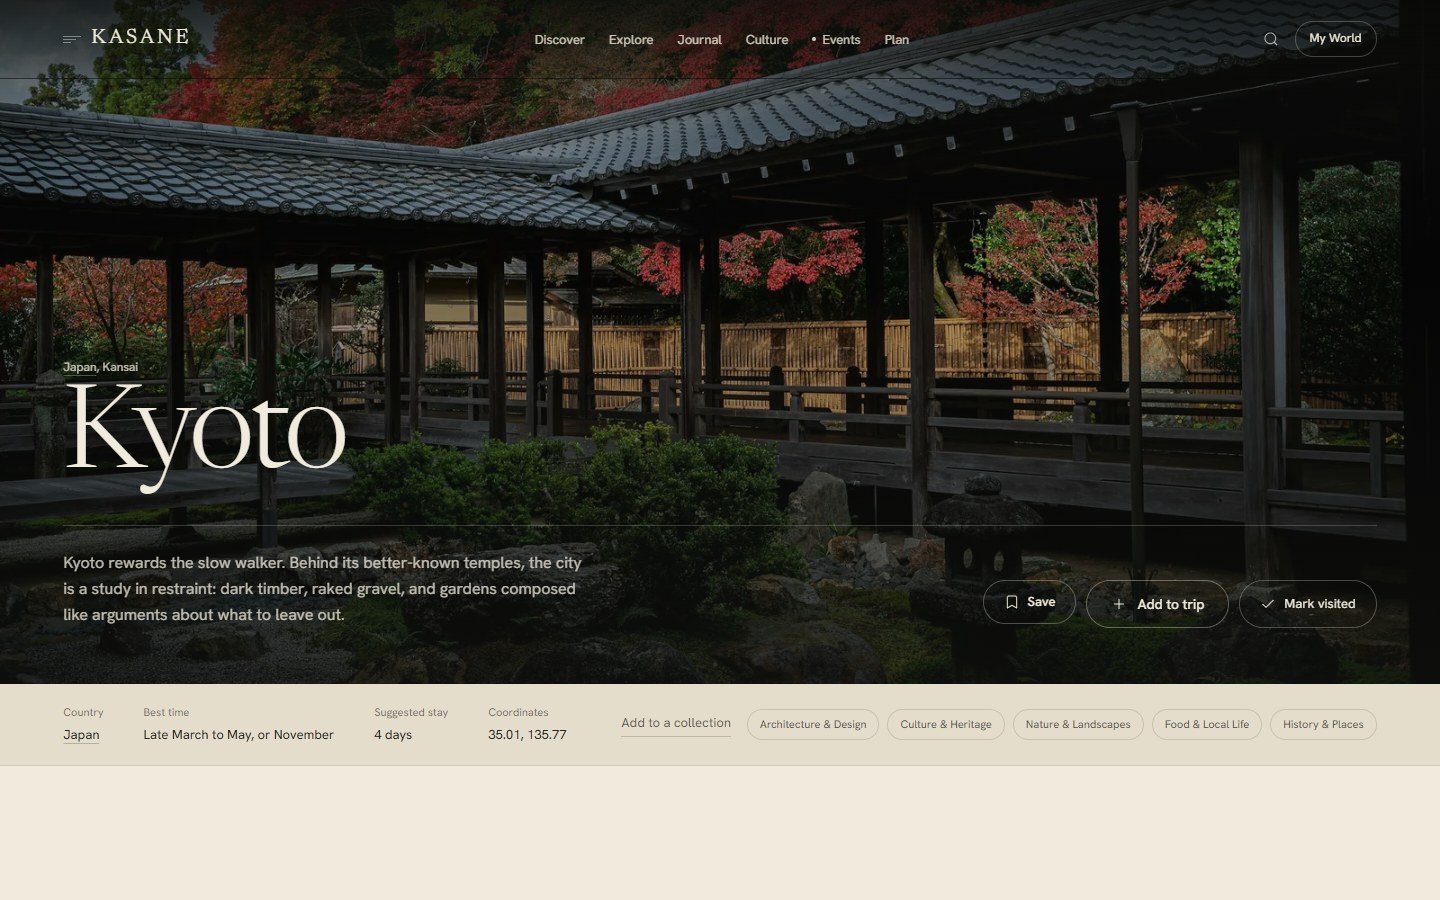 KASANE
Discover Explore Journal Culture • Events Plan
My World
Japan, Kansai
Kyoto
Kyoto rewards the slow walker. Behind its better-known temples, the city
is a study in restraint: dark timber, raked gravel, and gardens composed
like arguments about what to leave out.
Save
Add to trip
Mark visited
Country
Japan
Best time
Late March to May, or November
Suggested stay
4 days
Coordinates
35.01, 135.77
Add to a collection
Architecture & Design
Culture & Heritage
Nature & Landscapes
Food & Local Life
History & Places